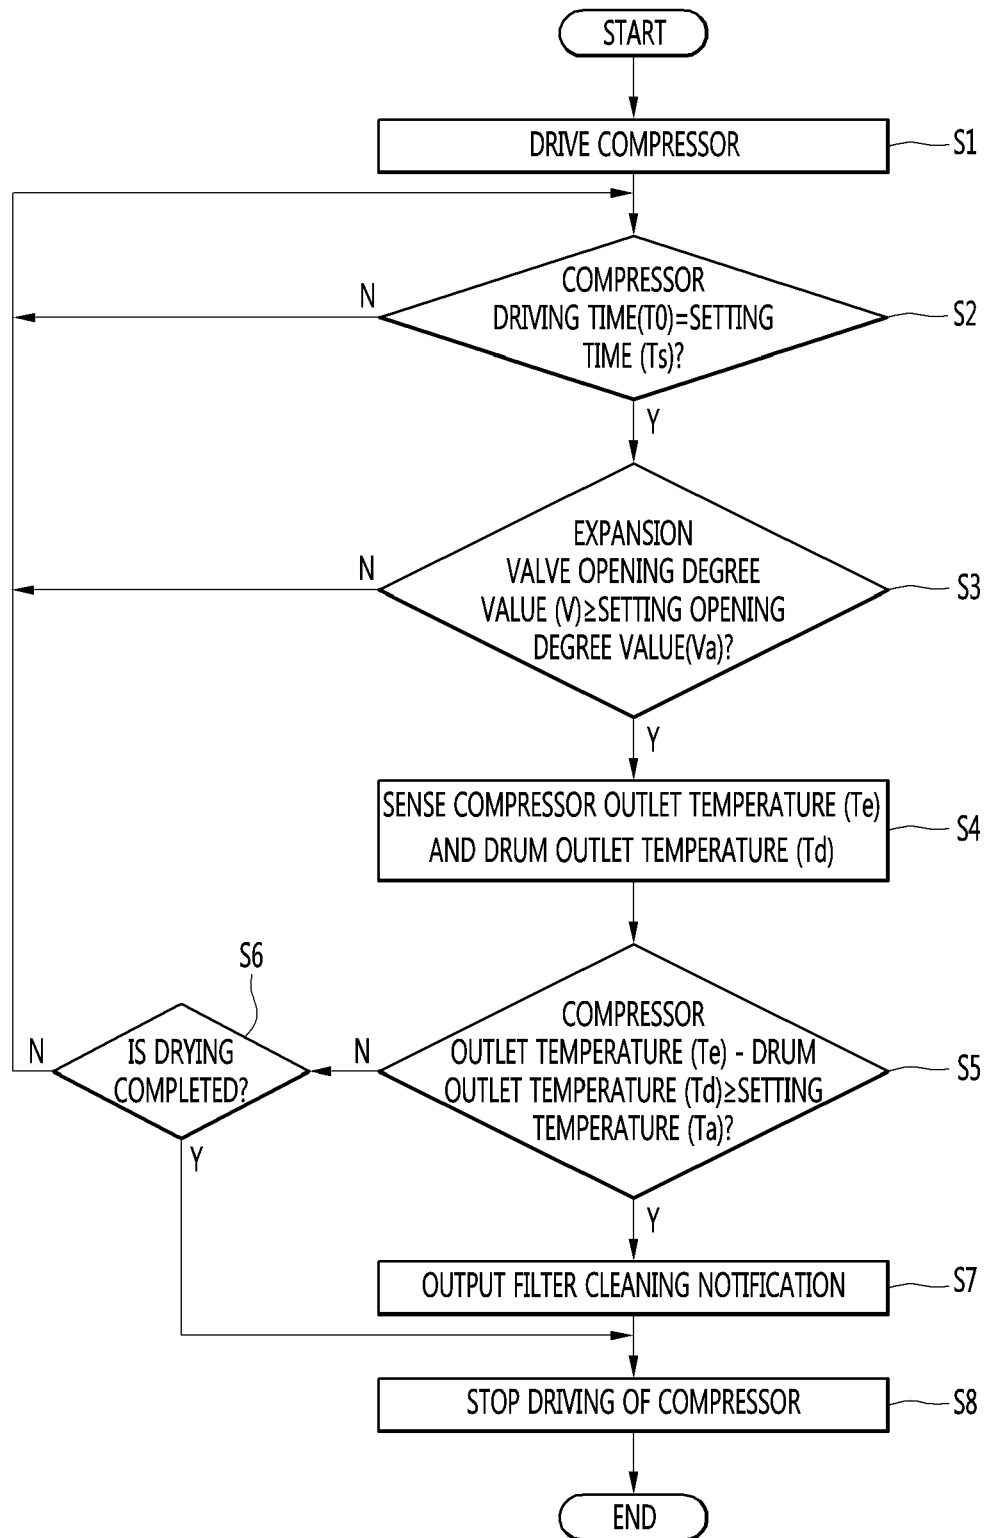 START
DRIVE COMPRESSOR
S1
COMPRESSOR
DRIVING TIME(T0)=SETTING
TIME (Ts)?
S2
N
Y
EXPANSION
VALVE OPENING DEGREE
VALUE (V)≥SETTING OPENING
DEGREE VALUE(Va)?
S3
N
Y
SENSE COMPRESSOR OUTLET TEMPERATURE (Te)
AND DRUM OUTLET TEMPERATURE (Td)
S4
COMPRESSOR
OUTLET TEMPERATURE (Te) - DRUM
OUTLET TEMPERATURE (Td)≥SETTING
TEMPERATURE (Ta)?
S5
N
Y
S6
IS DRYING
COMPLETED?
N
Y
OUTPUT FILTER CLEANING NOTIFICATION
S7
STOP DRIVING OF COMPRESSOR
S8
END